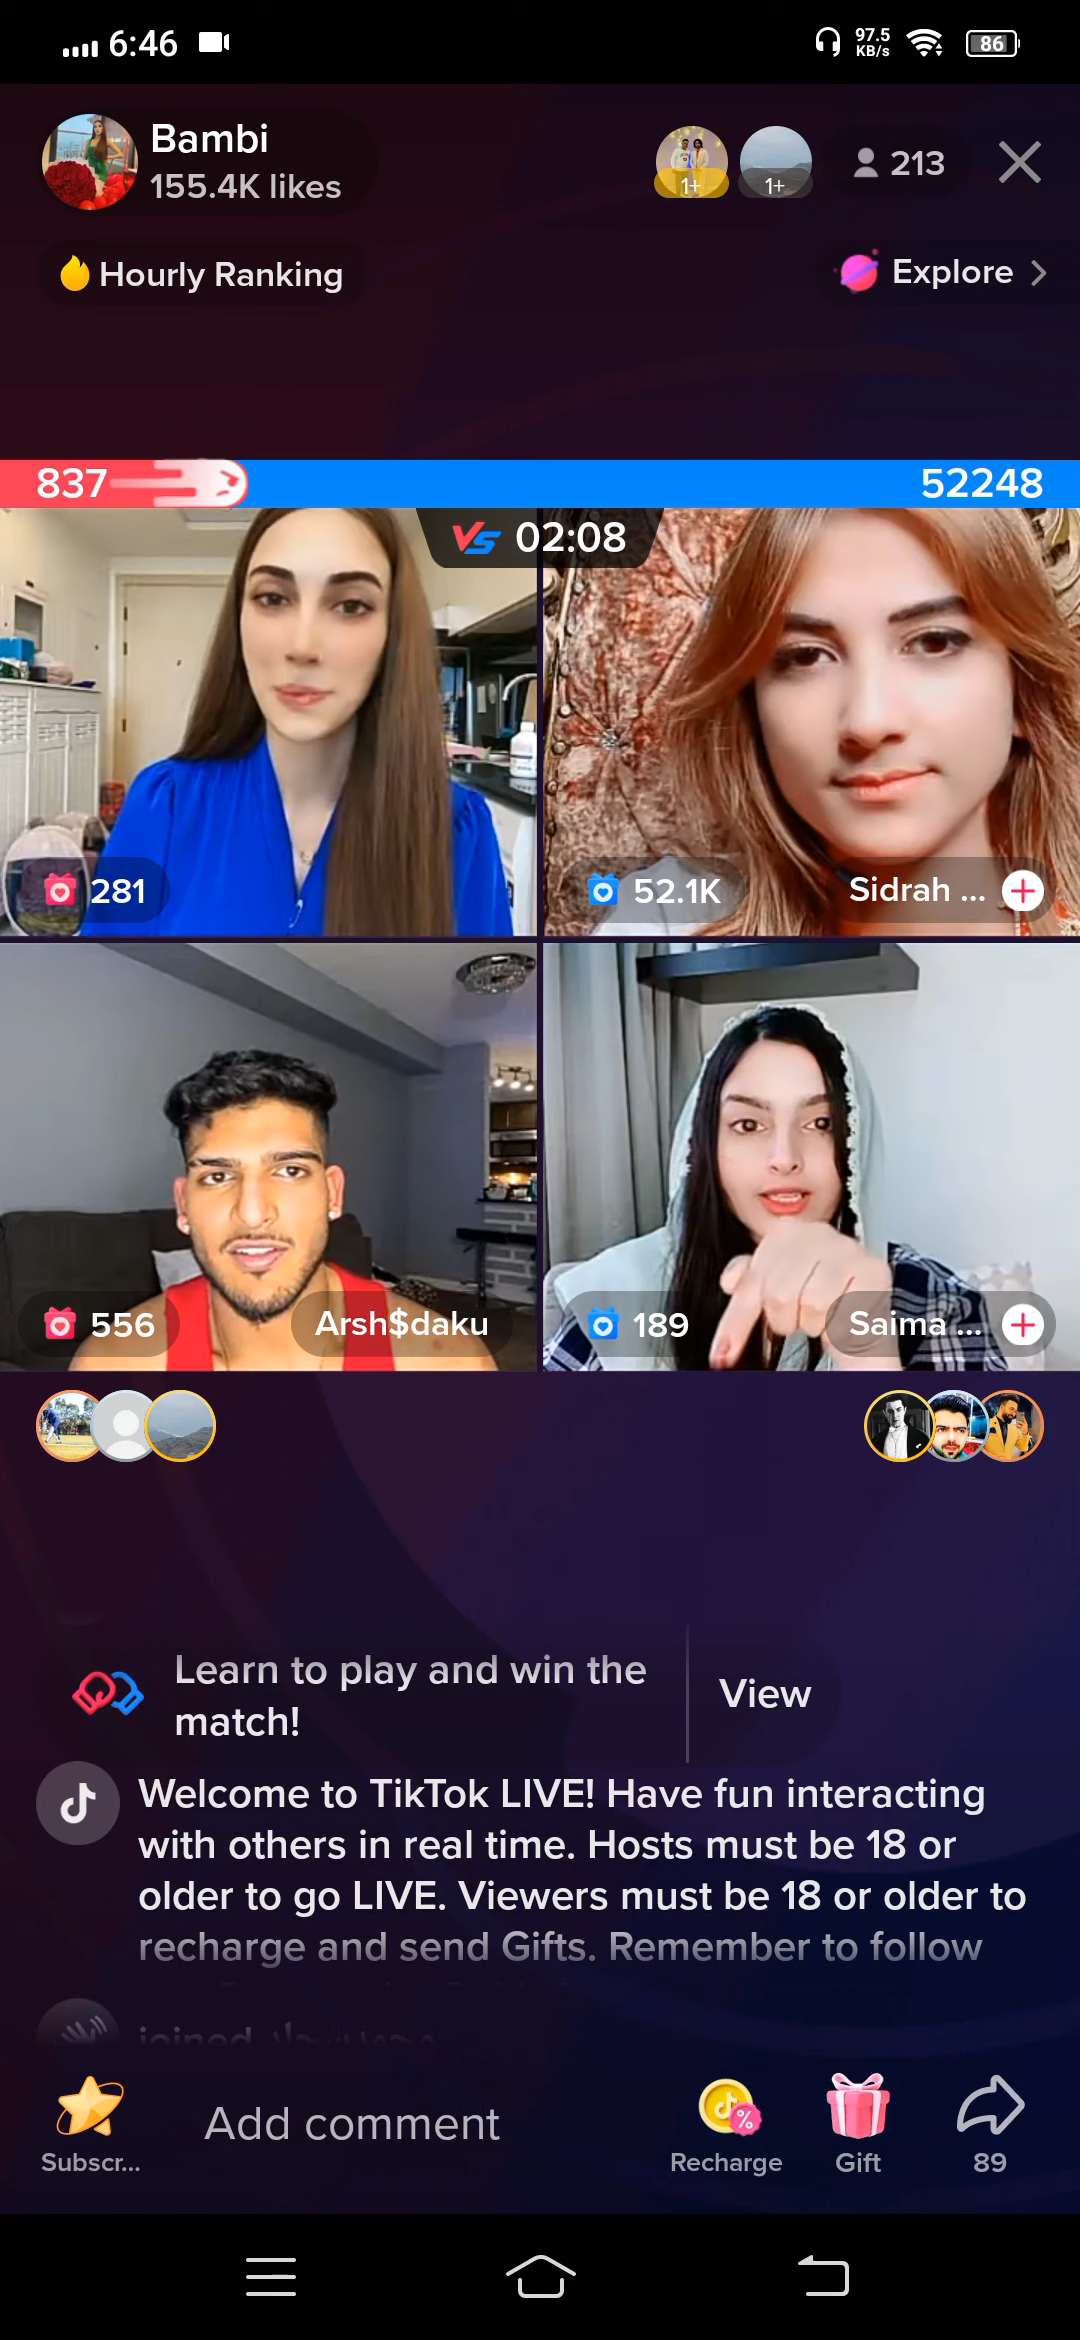 6:46
97.5
KB/s
86
Bambi
155.4K likes
1+
1+
213
Hourly Ranking
Explore
837
52248
VS 02:08
281
52.1K
Sidrah ...
556
Arsh$daku
189
Saima ...
Learn to play and win the
match!
View
Welcome to TikTok LIVE! Have fun interacting
with others in real time. Hosts must be 18 or
older to go LIVE. Viewers must be 18 or older to
recharge and send Gifts. Remember to follow
joined
Subscr...
Add comment
%
Recharge
Gift
89